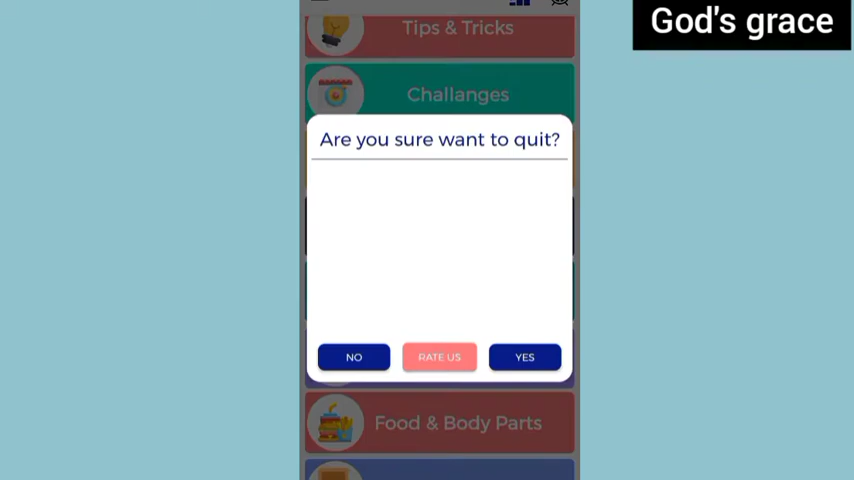 God's grace
Tips & Tricks
Challanges
Are you sure want to quit?
NO
RATE US
YES
Food & Body Parts